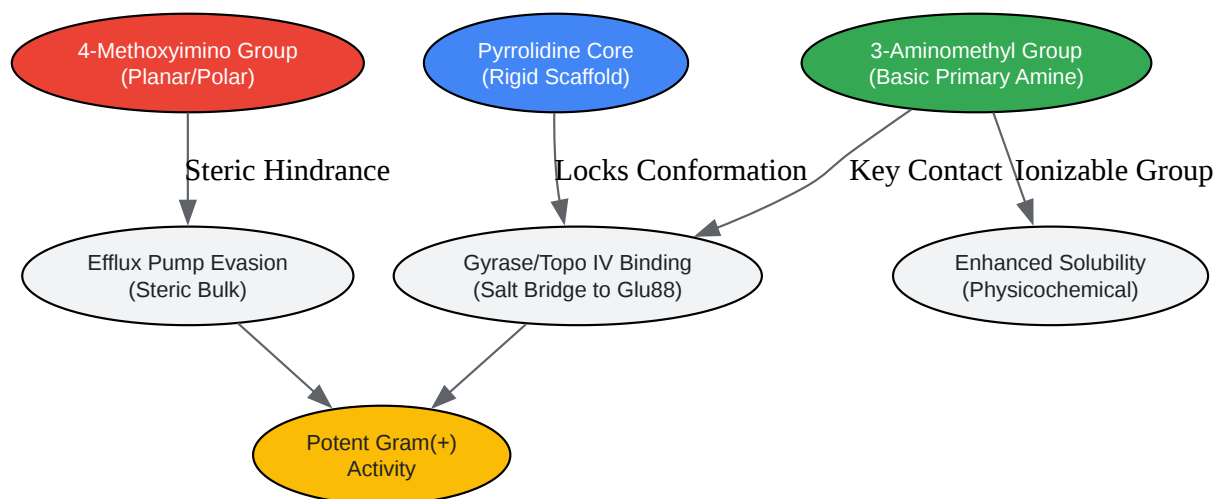 4-Methoxyimino Group
(Planar/Polar)
Pyrrolidine Core
(Rigid Scaffold)
3-Aminomethyl Group
(Basic Primary Amine)
Steric Hindrance
Locks Conformation
Key Contact
Ionizable Group
Efflux Pump Evasion
(Steric Bulk)
Gyrase/Topo IV Binding
(Salt Bridge to Glu88)
Enhanced Solubility
(Physicochemical)
Potent Gram(+)
Activity